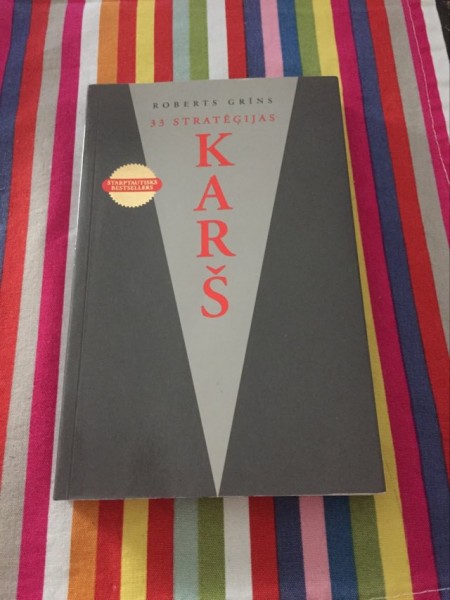 ROBERTS GRĪNS
33 STRATĒĢIJAS
KARŠ
STARPTAUTISKS
BESTSELLERS